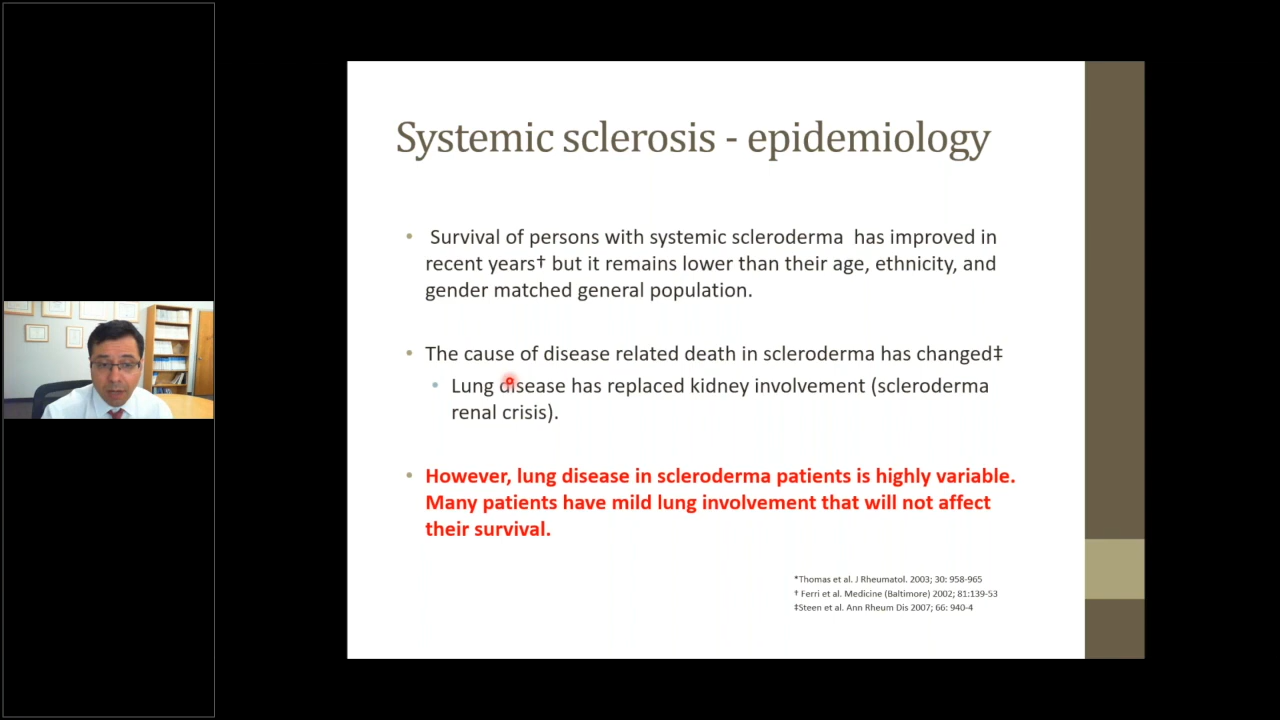 Systemic sclerosis - epidemiology
• Survival of persons with systemic scleroderma has improved in
recent years† but it remains lower than their age, ethnicity, and
gender matched general population.
• The cause of disease related death in scleroderma has changed‡
• Lung disease has replaced kidney involvement (scleroderma
renal crisis).
• However, lung disease in scleroderma patients is highly variable.
Many patients have mild lung involvement that will not affect
their survival.
*Thomas et al. J Rheumatol. 2003; 30: 958-965
† Ferri et al. Medicine (Baltimore) 2002; 81:139-53
‡Steen et al. Ann Rheum Dis 2007; 66: 940-4